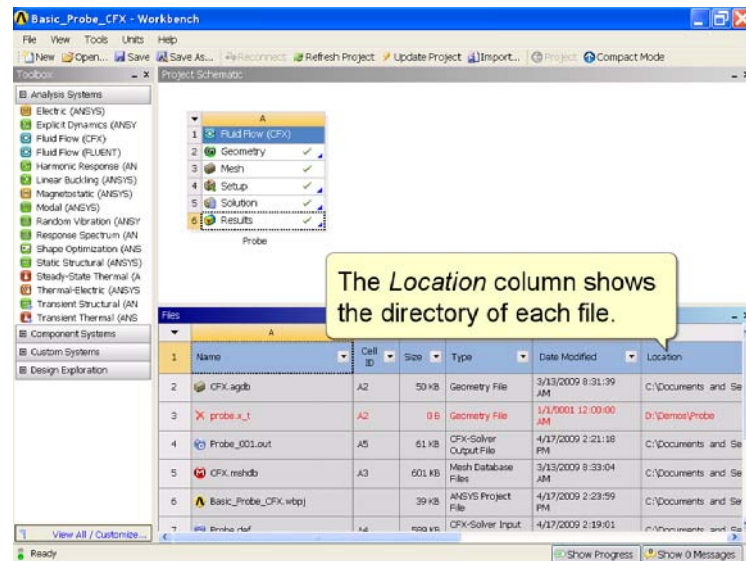 Basic_Probe_CFX - Workbench
File View Tools Units Help
New Open... Save Save As... Reconnect Refresh Project Update Project Import... Project Compact Mode
Toolbox
Project Schematic
Analysis Systems
Electric (ANSYS)
Explicit Dynamics (ANSY
Fluid Flow (CFX)
Fluid Flow (FLUENT)
Harmonic Response (AN
Linear Buckling (ANSYS)
Magnetostatic (ANSYS)
Modal (ANSYS)
Random Vibration (ANSY
Response Spectrum (AN
Shape Optimization (ANS
Static Structural (ANSYS)
Steady-State Thermal (A
Thermal-Electric (ANSYS
Transient Structural (AN
Transient Thermal (ANS
Component Systems
Custom Systems
Design Exploration
View All / Customize...
A
1 Fluid Flow (CFX)
2 Geometry
3 Mesh
4 Setup
5 Solution
6 Results
Probe
The Location column shows
the directory of each file.
Files
A
1 Name Cell ID Size Type Date Modified Location
2 CFX.agdb A2 50 KB Geometry File 3/13/2009 8:31:39 AM C:\Documents and Se
3 probe.x_t A2 0 B Geometry File 1/1/0001 12:00:00 AM D:\Demos\Probe
4 Probe_001.out A5 61 KB CFX-Solver Output File 4/17/2009 2:21:18 PM C:\Documents and Se
5 CFX.mshdb A3 601 KB Mesh Database Files 3/13/2009 8:33:04 AM C:\Documents and Se
6 Basic_Probe_CFX.wbpj 39 KB ANSYS Project File 4/17/2009 2:23:59 PM C:\Documents and Se
7 Probe.def A4 599 KB CFX-Solver Input 4/17/2009 2:19:01 C:\Documents and Se
Ready
Show Progress Show 0 Messages